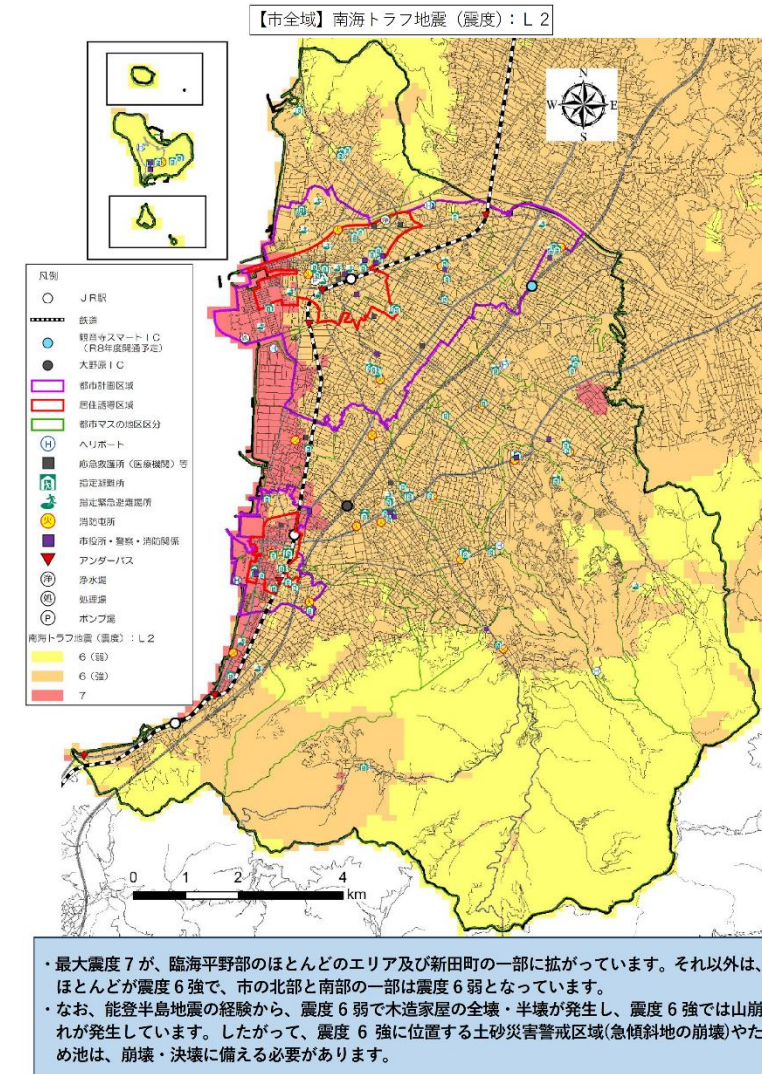 【市全域】南海トラフ地震（震度）：Ｌ２
N
W
E
S
凡例
ＪＲ駅
鉄道
観音寺スマートＩＣ
（R8年度開通予定）
大野原ＩＣ
都市計画区域
居住誘導区域
都市マスの地区区分
H ヘリポート
応急救護所（医療機関）等
指定避難所
指定緊急避難場所
火 消防屯所
市役所・警察・消防関係
アンダーパス
浄 浄水場
処 処理場
P ポンプ場
南海トラフ地震（震度）：Ｌ２
６（弱）
６（強）
７
0 1 2 4
km
・最大震度７が、臨海平野部のほとんどのエリア及び新田町の一部に拡がっています。それ以外は、
ほとんどが震度６強で、市の北部と南部の一部は震度６弱となっています。
・なお、能登半島地震の経験から、震度６弱で木造家屋の全壊・半壊が発生し、震度６強では山崩
れが発生しています。したがって、震度 ６ 強に位置する土砂災害警戒区域(急傾斜地の崩壊)やた
め池は、崩壊・決壊に備える必要があります。